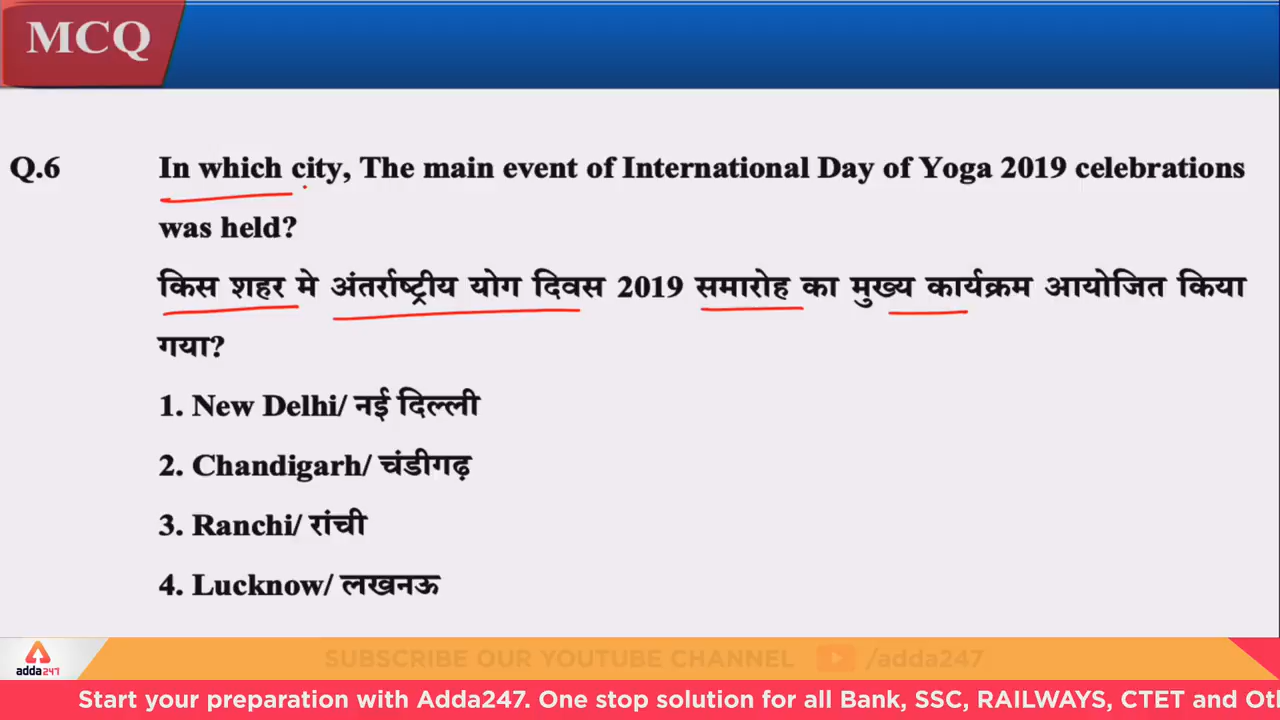 MCQ
Q.6 In which city, The main event of International Day of Yoga 2019 celebrations
was held?
किस शहर मे अंतर्राष्ट्रीय योग दिवस 2019 समारोह का मुख्य कार्यक्रम आयोजित किया
गया?
1. New Delhi/ नई दिल्ली
2. Chandigarh/ चंडीगढ़
3. Ranchi/ रांची
4. Lucknow/ लखनऊ
SUBSCRIBE OUR YOUTUBE CHANNEL /adda247
adda247
Start your preparation with Adda247. One stop solution for all Bank, SSC, RAILWAYS, CTET and Ot